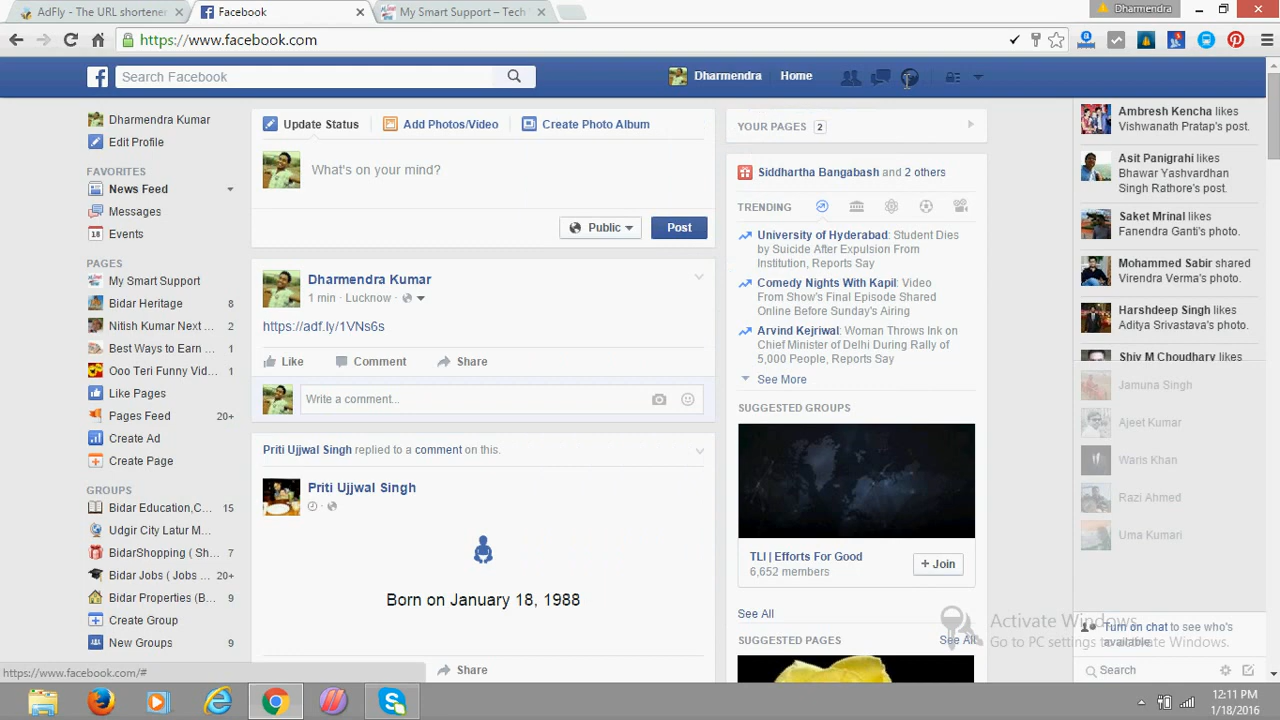 AdFly - The URL shortener
Facebook
My Smart Support – Tech
Dharmendra
https://www.facebook.com
Search Facebook
Dharmendra
Home
Dharmendra Kumar
Edit Profile
FAVORITES
News Feed
Messages
Events
PAGES
My Smart Support
Bidar Heritage 8
Nitish Kumar Next ... 2
Best Ways to Earn ... 1
Ooo Teri Funny Vid... 1
Like Pages
Pages Feed 20+
Create Ad
Create Page
GROUPS
Bidar Education,C... 15
Udgir City Latur M...
BidarShopping ( Sh... 7
Bidar Jobs ( Jobs ... 20+
Bidar Properties (B... 9
Create Group
New Groups 9
https://www.facebook.com/#
Update Status
Add Photos/Video
Create Photo Album
What's on your mind?
Public
Post
Dharmendra Kumar
1 min · Lucknow ·
https://adf.ly/1VNs6s
Like Comment Share
Write a comment...
Priti Ujjwal Singh replied to a comment on this.
Priti Ujjwal Singh
Born on January 18, 1988
Share
YOUR PAGES 2
Siddhartha Bangabash and 2 others
TRENDING
University of Hyderabad: Student Dies
by Suicide After Expulsion From
Institution, Reports Say
Comedy Nights With Kapil: Video
From Show's Final Episode Shared
Online Before Sunday's Airing
Arvind Kejriwal: Woman Throws Ink on
Chief Minister of Delhi During Rally of
5,000 People, Reports Say
See More
SUGGESTED GROUPS
TLI | Efforts For Good
6,652 members
+ Join
See All
SUGGESTED PAGES
See All
Ambresh Kencha likes
Vishwanath Pratap's post.
Asit Panigrahi likes
Bhawar Yashvardhan
Singh Rathore's post.
Saket Mrinal likes
Fanendra Ganti's photo.
Mohammed Sabir shared
Virendra Verma's photo.
Harshdeep Singh likes
Aditya Srivastava's photo.
Shiv M Choudhary likes
Jamuna Singh
Ajeet Kumar
Waris Khan
Razi Ahmed
Uma Kumari
Activate Windows
Go to PC settings to activate Windows.
Turn on chat to see who's
available.
Search
12:11 PM
1/18/2016